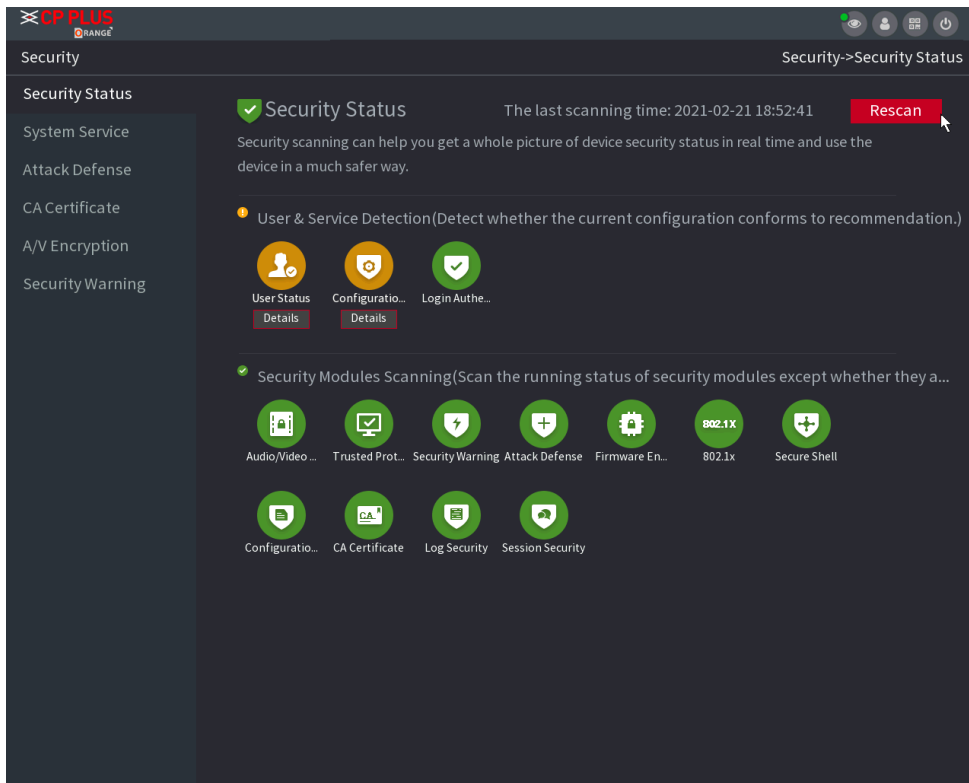 CP PLUS
ORANGE
Security
Security->Security Status
Security Status
System Service
Attack Defense
CA Certificate
A/V Encryption
Security Warning
Security Status
The last scanning time: 2021-02-21 18:52:41
Rescan
Security scanning can help you get a whole picture of device security status in real time and use the
device in a much safer way.
User & Service Detection(Detect whether the current configuration conforms to recommendation.)
User Status
Configuratio...
Login Authe...
Details
Details
Security Modules Scanning(Scan the running status of security modules except whether they a...
802.1X
Audio/Video ...
Trusted Prot...
Security Warning
Attack Defense
Firmware En...
802.1x
Secure Shell
CA
Configuratio...
CA Certificate
Log Security
Session Security